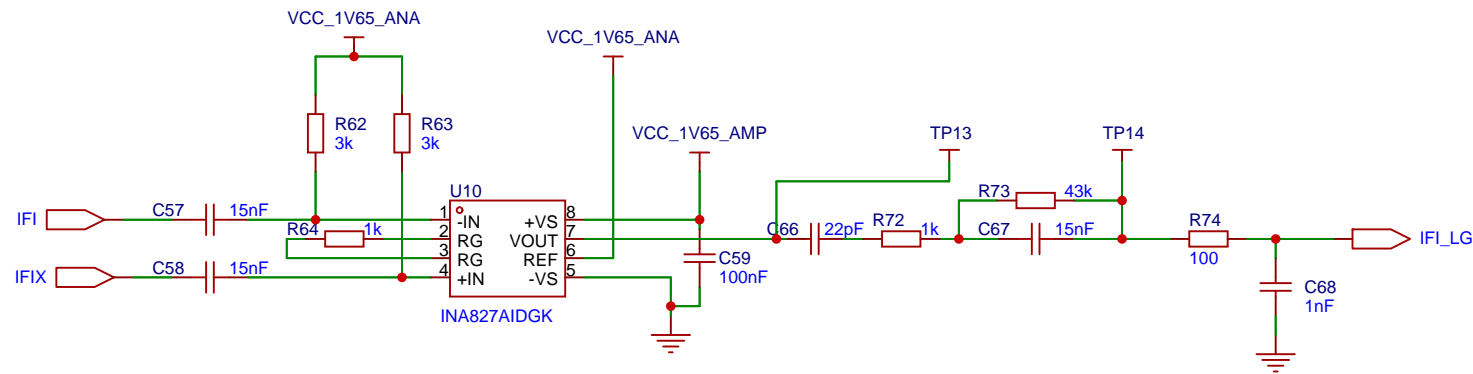 VCC_1V65_ANA
VCC_1V65_ANA
VCC_1V65_AMP
TP13
TP14
R62
3k
R63
3k
U10
R73
43k
IFI
C57
15nF
1
-IN
+VS
8
R64
1k
2
RG
VOUT
7
C66
22pF
R72
1k
C67
15nF
R74
100
IFI_LG
3
RG
REF
6
C59
100nF
IFIX
C58
15nF
4
+IN
-VS
5
C68
1nF
INA827AIDGK